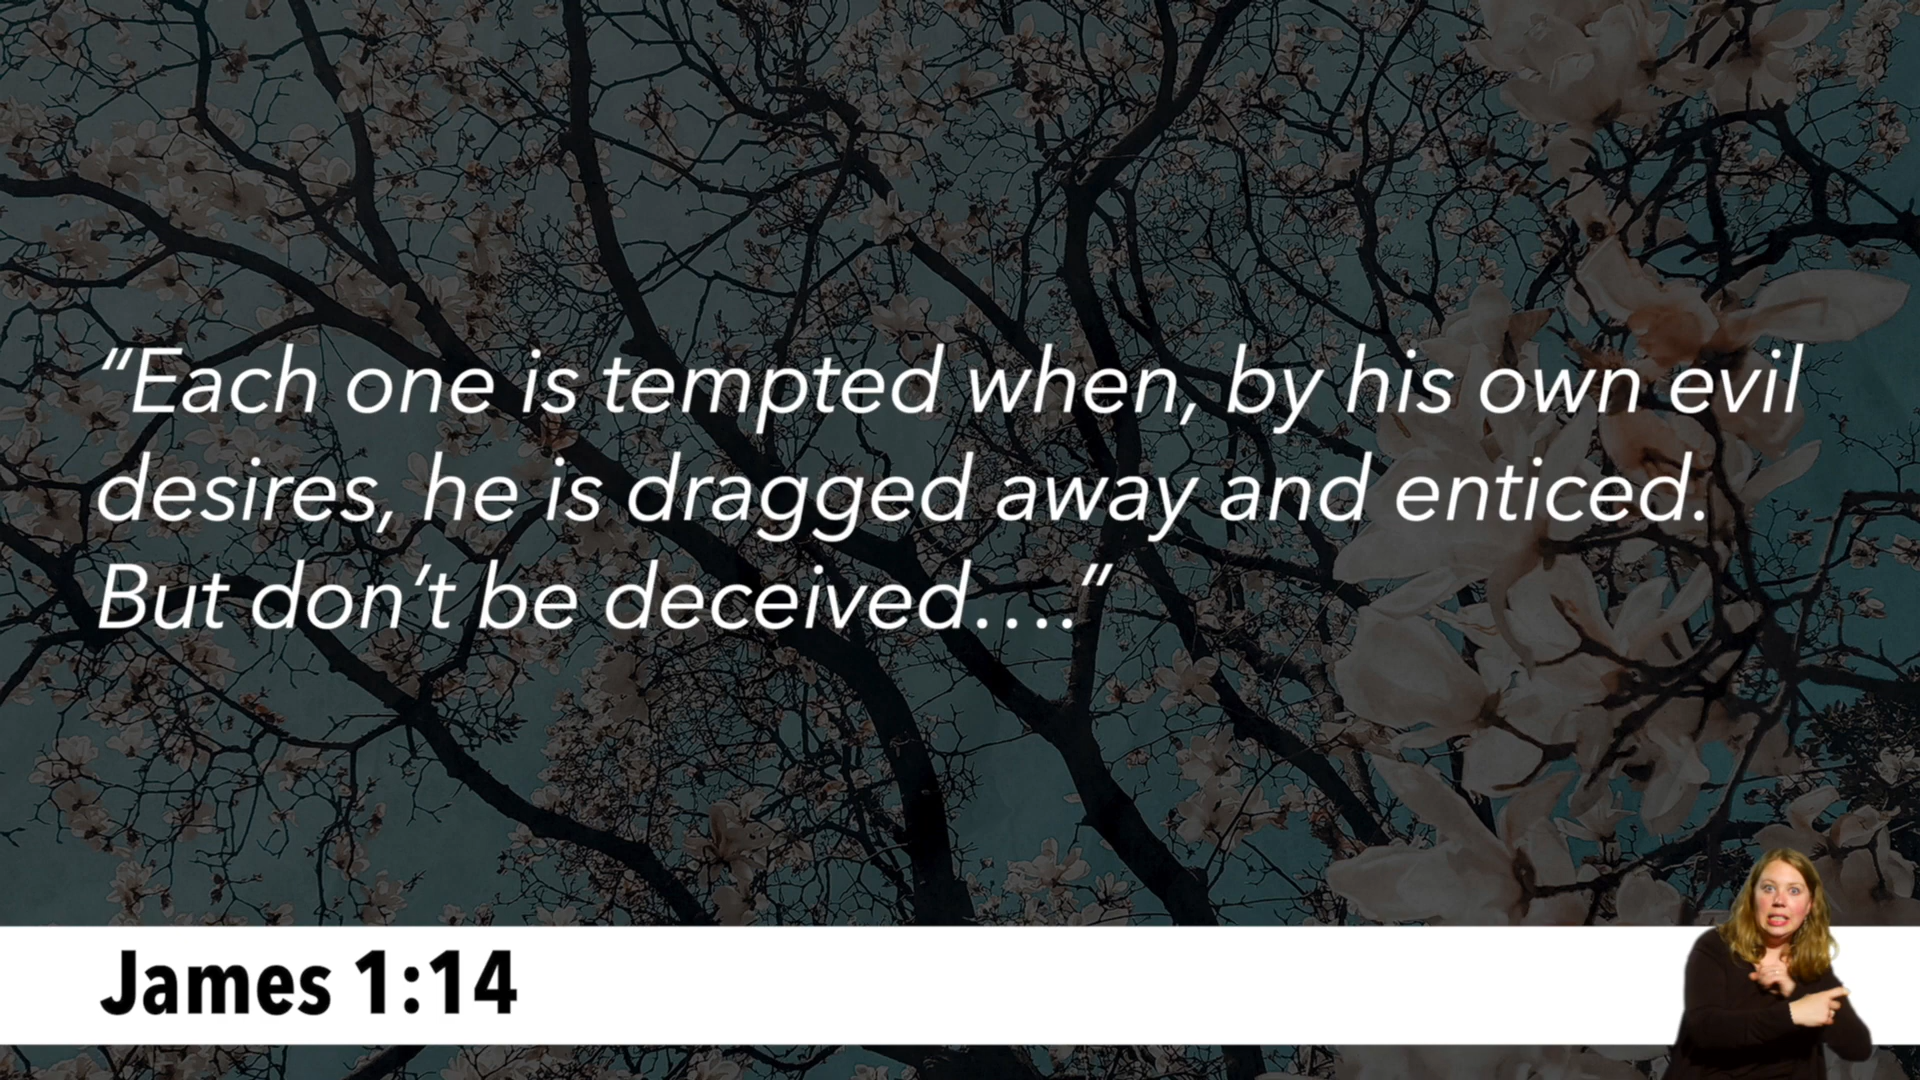 “Each one is tempted when, by his own evil
desires, he is dragged away and enticed.
But don’t be deceived….”
James 1:14